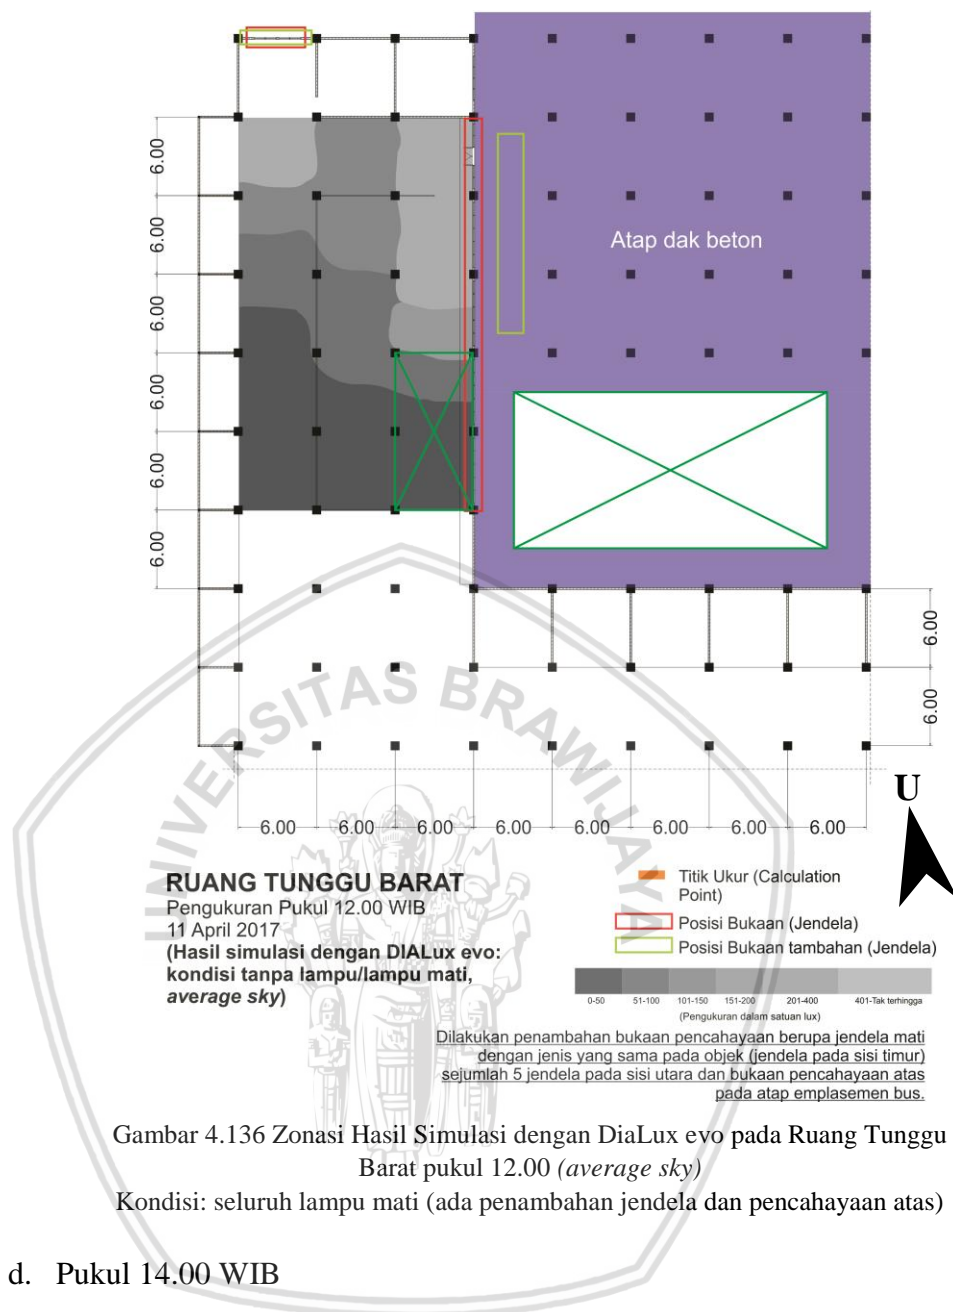 6.00
6.00
Atap dak beton
6.00
6.00
6.00
6.00
6.00
6.00
UNIVERSITAS BRAWIJAYA
U
6.00 6.00 6.00 6.00 6.00 6.00 6.00 6.00
RUANG TUNGGU BARAT
Pengukuran Pukul 12.00 WIB
11 April 2017
(Hasil simulasi dengan DIALux evo:
kondisi tanpa lampu/lampu mati,
average sky)
Titik Ukur (Calculation
Point)
Posisi Bukaan (Jendela)
Posisi Bukaan tambahan (Jendela)
0-50 51-100 101-150 151-200 201-400 401-Tak terhingga
(Pengukuran dalam satuan lux)
Dilakukan penambahan bukaan pencahayaan berupa jendela mati
dengan jenis yang sama pada objek (jendela pada sisi timur)
sejumlah 5 jendela pada sisi utara dan bukaan pencahayaan atas
pada atap emplasemen bus.
Gambar 4.136 Zonasi Hasil Simulasi dengan DiaLux evo pada Ruang Tunggu
Barat pukul 12.00 (average sky)
Kondisi: seluruh lampu mati (ada penambahan jendela dan pencahayaan atas)
d. Pukul 14.00 WIB